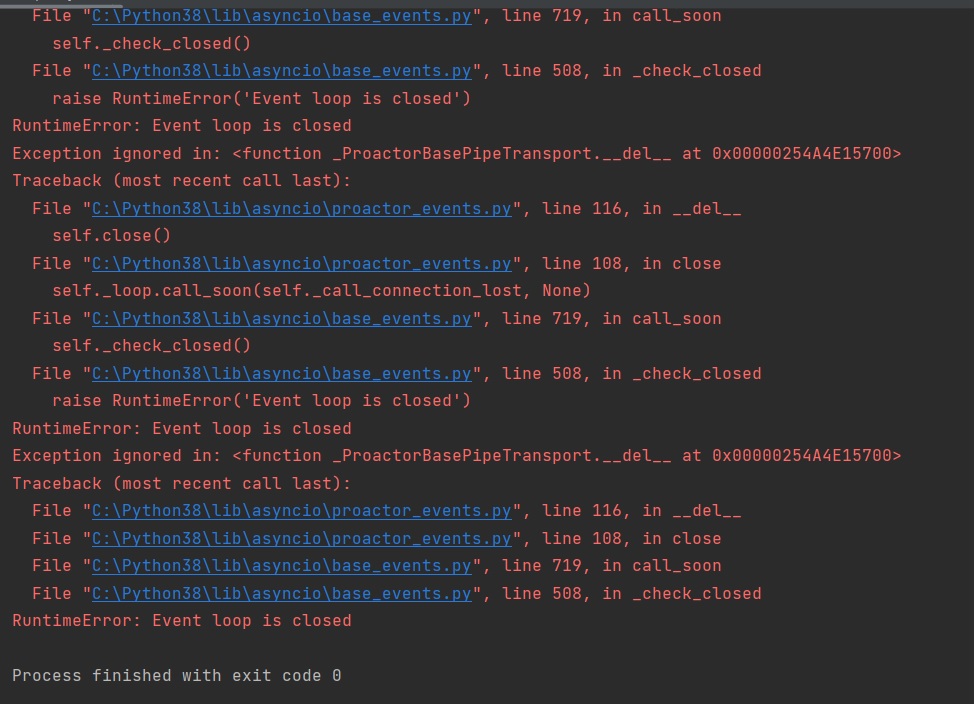 File "C:\Python38\lib\asyncio\base_events.py", line 719, in call_soon
self._check_closed()
File "C:\Python38\lib\asyncio\base_events.py", line 508, in _check_closed
raise RuntimeError('Event loop is closed')
RuntimeError: Event loop is closed
Exception ignored in: <function _ProactorBasePipeTransport.__del__ at 0x00000254A4E15700>
Traceback (most recent call last):
File "C:\Python38\lib\asyncio\proactor_events.py", line 116, in __del__
self.close()
File "C:\Python38\lib\asyncio\proactor_events.py", line 108, in close
self._loop.call_soon(self._call_connection_lost, None)
File "C:\Python38\lib\asyncio\base_events.py", line 719, in call_soon
self._check_closed()
File "C:\Python38\lib\asyncio\base_events.py", line 508, in _check_closed
raise RuntimeError('Event loop is closed')
RuntimeError: Event loop is closed
Exception ignored in: <function _ProactorBasePipeTransport.__del__ at 0x00000254A4E15700>
Traceback (most recent call last):
File "C:\Python38\lib\asyncio\proactor_events.py", line 116, in __del__
File "C:\Python38\lib\asyncio\proactor_events.py", line 108, in close
File "C:\Python38\lib\asyncio\base_events.py", line 719, in call_soon
File "C:\Python38\lib\asyncio\base_events.py", line 508, in _check_closed
RuntimeError: Event loop is closed
Process finished with exit code 0